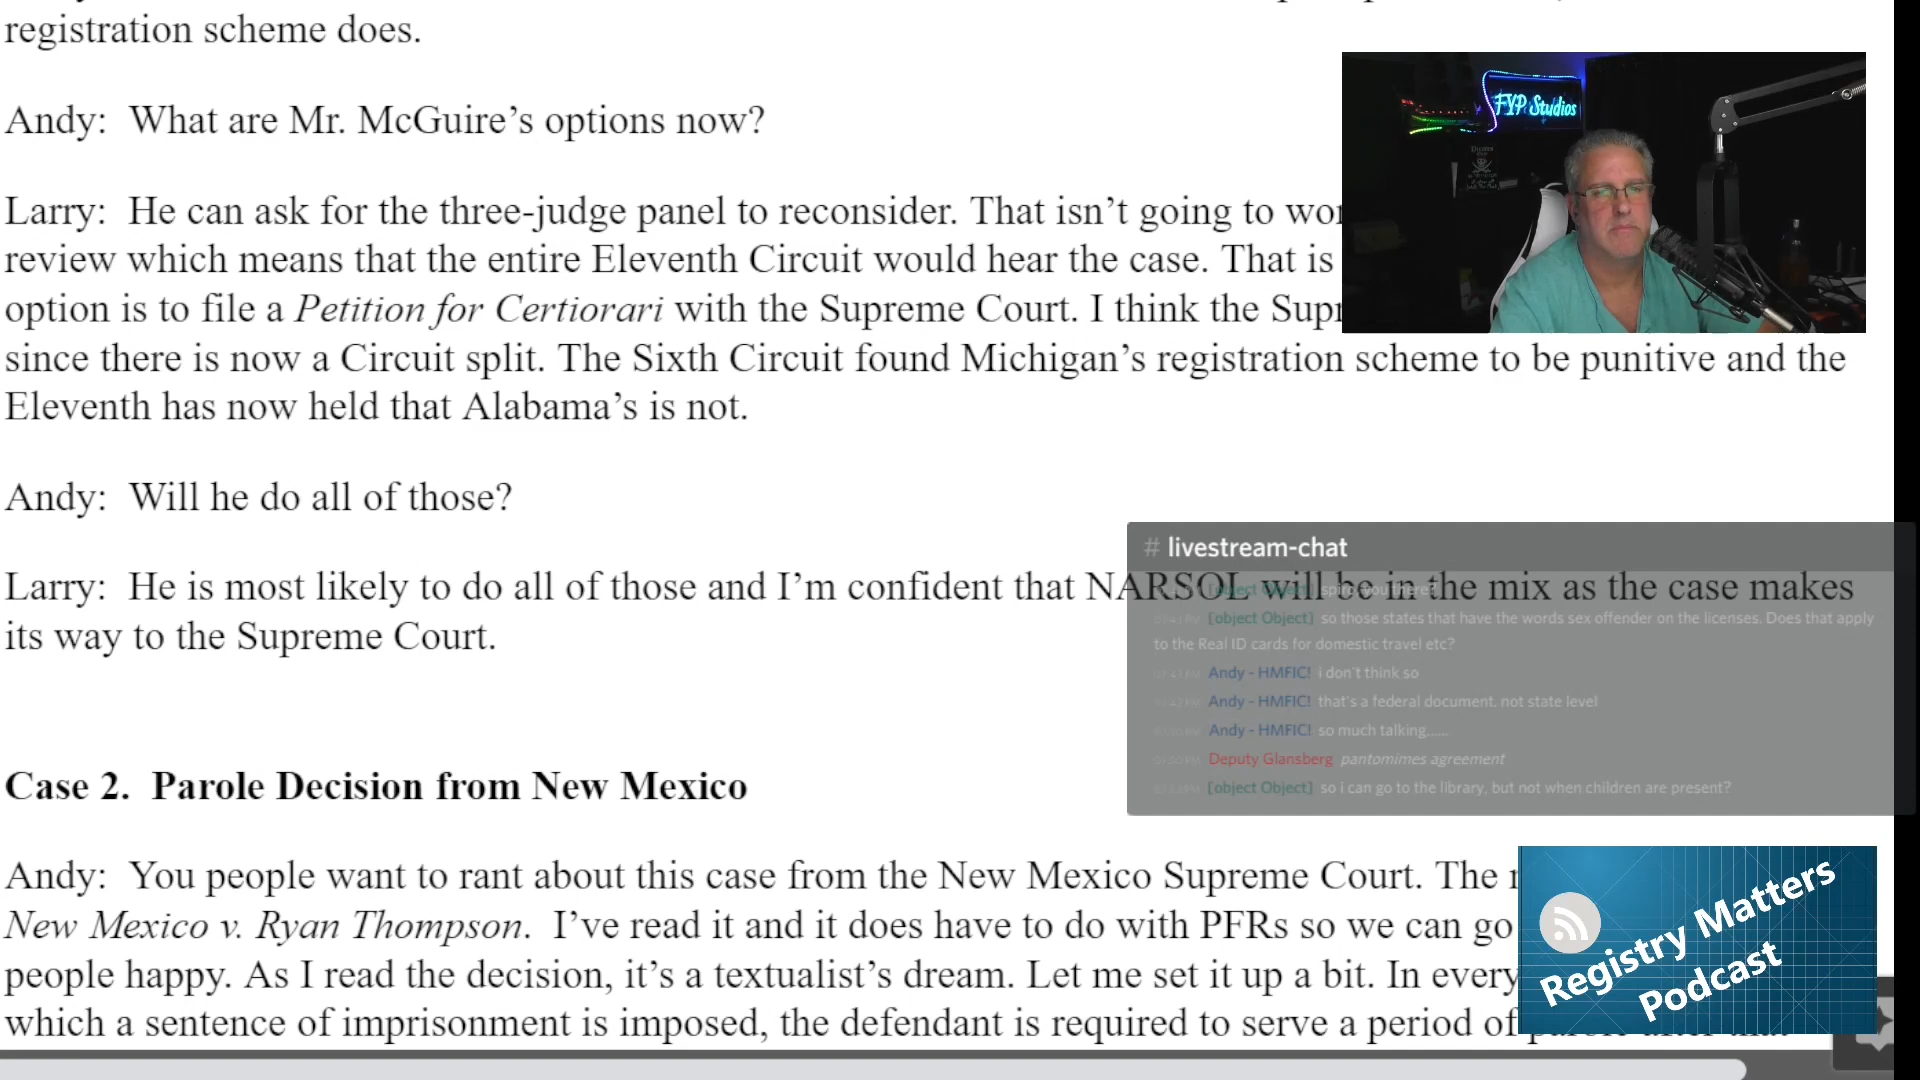 registration scheme does.
Andy: What are Mr. McGuire's options now?
Larry: He can ask for the three-judge panel to reconsider. That isn't going to
review which means that the entire Eleventh Circuit would hear the case. That is
option is to file a Petition for Certiorari with the Supreme Court. I think the
since there is now a Circuit split. The Sixth Circuit found Michigan's registration scheme to be punitive and the
Eleventh has now held that Alabama's is not.
Andy: Will he do all of those?
Larry: He is most likely to do all of those and I'm confident that NARSOL will be in the mix as the case makes
its way to the Supreme Court.
Case 2. Parole Decision from New Mexico
Andy: You people want to rant about this case from the New Mexico Supreme Court. The
New Mexico v. Ryan Thompson. I've read it and it does have to do with PFRs so we can go
people happy. As I read the decision, it's a textualist's dream. Let me set it up a bit. In every
which a sentence of imprisonment is imposed, the defendant is required to serve a period of
FYP Studios
# livestream-chat
[object Object] so those states that have the words sex offender on the licenses. Does that apply
to the Real ID cards for domestic travel etc?
Andy - HMFIC! i don't think so
Andy - HMFIC! that's a federal document. not state level
Andy - HMFIC! so much talking......
Deputy Glansberg pantomimes agreement
[object Object] so i can go to the library, but not when children are present?
Registry Matters
Podcast